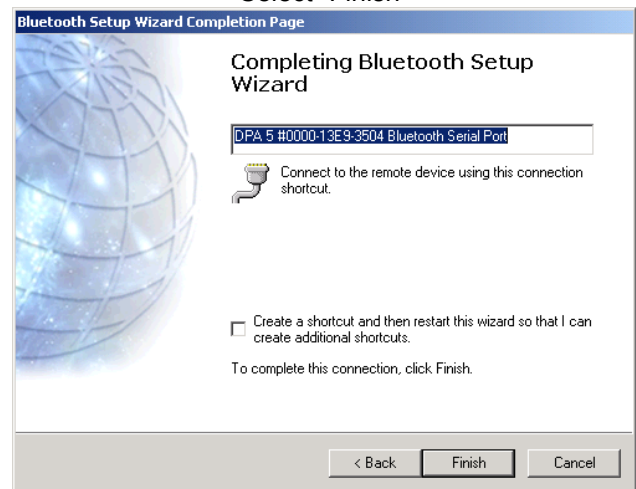 Select "Finish"
Bluetooth Setup Wizard Completion Page
Completing Bluetooth Setup
Wizard
DPA 5 #0000-13E9-3504 Bluetooth Serial Port
Connect to the remote device using this connection
shortcut.
Create a shortcut and then restart this wizard so that I can
create additional shortcuts.
To complete this connection, click Finish.
< Back
Finish
Cancel